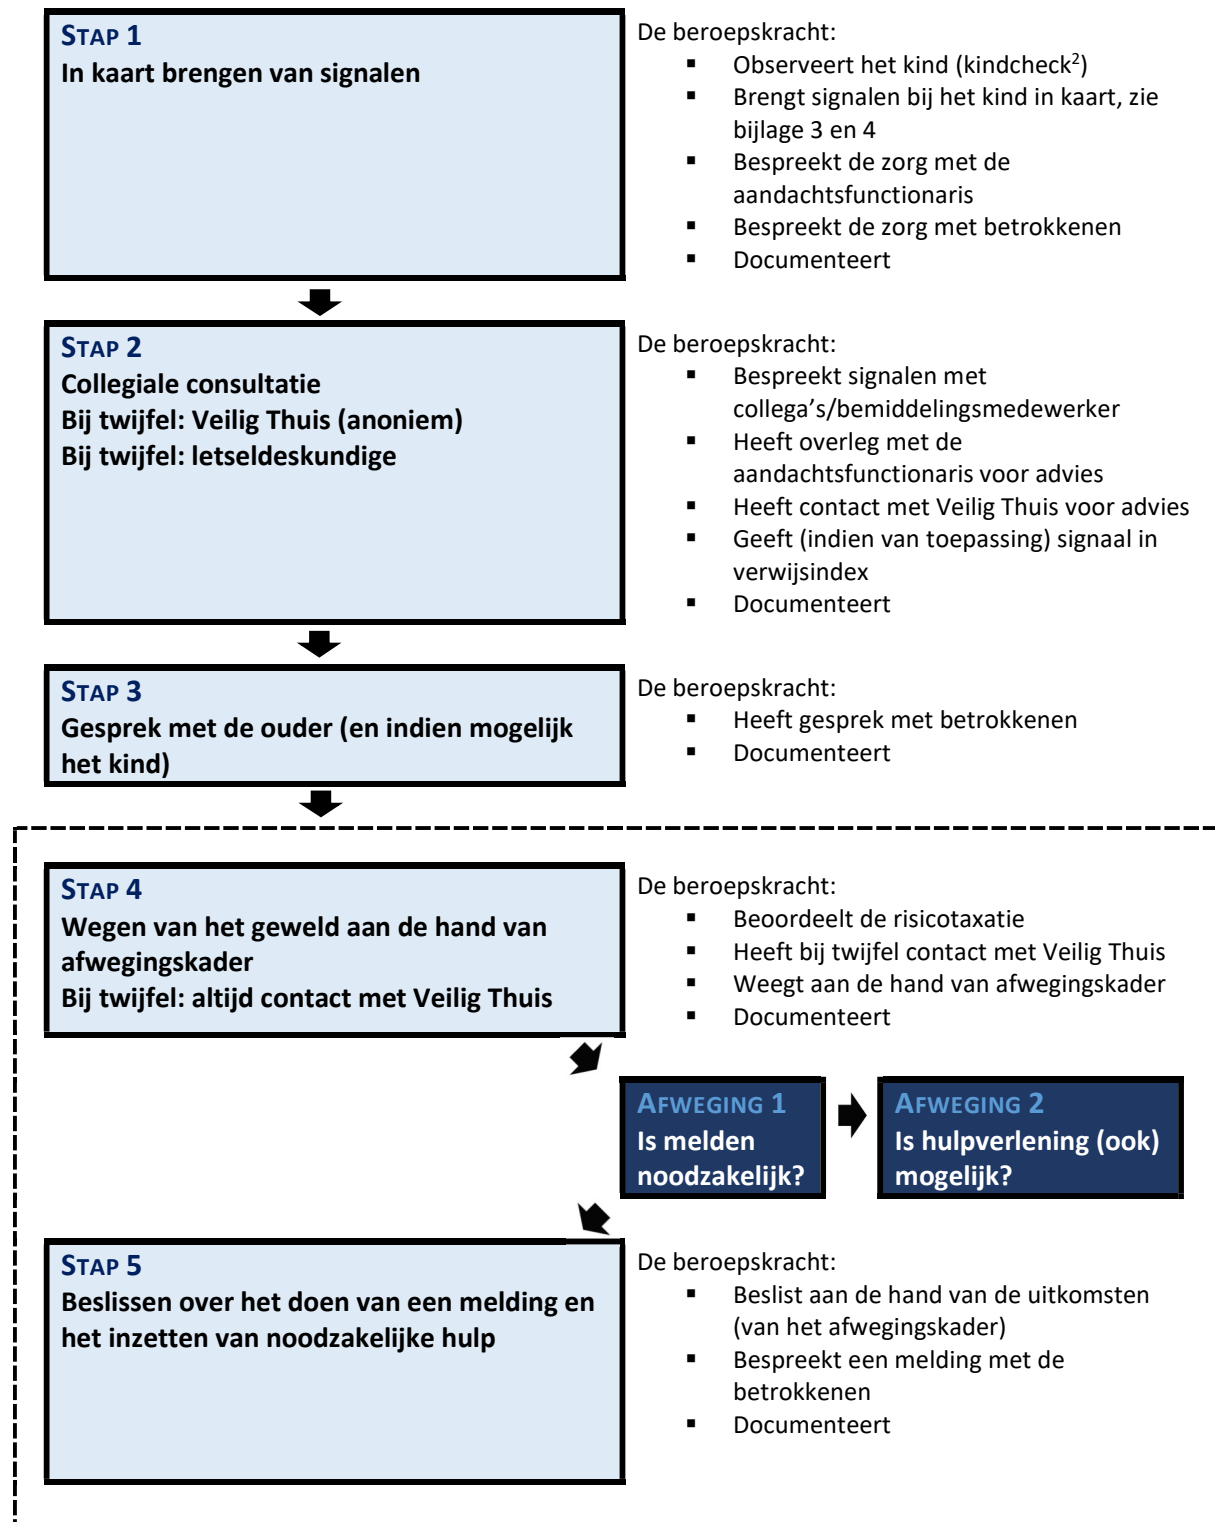 STAP 1
In kaart brengen van signalen
De beroepskracht:
▪ Observeert het kind (kindcheck²)
▪ Brengt signalen bij het kind in kaart, zie
bijlage 3 en 4
▪ Bespreekt de zorg met de
aandachtsfunctionaris
▪ Bespreekt de zorg met betrokkenen
▪ Documenteert
STAP 2
Collegiale consultatie
Bij twijfel: Veilig Thuis (anoniem)
Bij twijfel: letseldeskundige
De beroepskracht:
▪ Bespreekt signalen met
collega’s/bemiddelingsmedewerker
▪ Heeft overleg met de
aandachtsfunctionaris voor advies
▪ Heeft contact met Veilig Thuis voor advies
▪ Geeft (indien van toepassing) signaal in
verwijsindex
▪ Documenteert
STAP 3
Gesprek met de ouder (en indien mogelijk
het kind)
De beroepskracht:
▪ Heeft gesprek met betrokkenen
▪ Documenteert
STAP 4
Wegen van het geweld aan de hand van
afwegingskader
Bij twijfel: altijd contact met Veilig Thuis
De beroepskracht:
▪ Beoordeelt de risicotaxatie
▪ Heeft bij twijfel contact met Veilig Thuis
▪ Weegt aan de hand van afwegingskader
▪ Documenteert
AFWEGING 1
Is melden
noodzakelijk?
AFWEGING 2
Is hulpverlening (ook)
mogelijk?
STAP 5
Beslissen over het doen van een melding en
het inzetten van noodzakelijke hulp
De beroepskracht:
▪ Beslist aan de hand van de uitkomsten
(van het afwegingskader)
▪ Bespreekt een melding met de
betrokkenen
▪ Documenteert